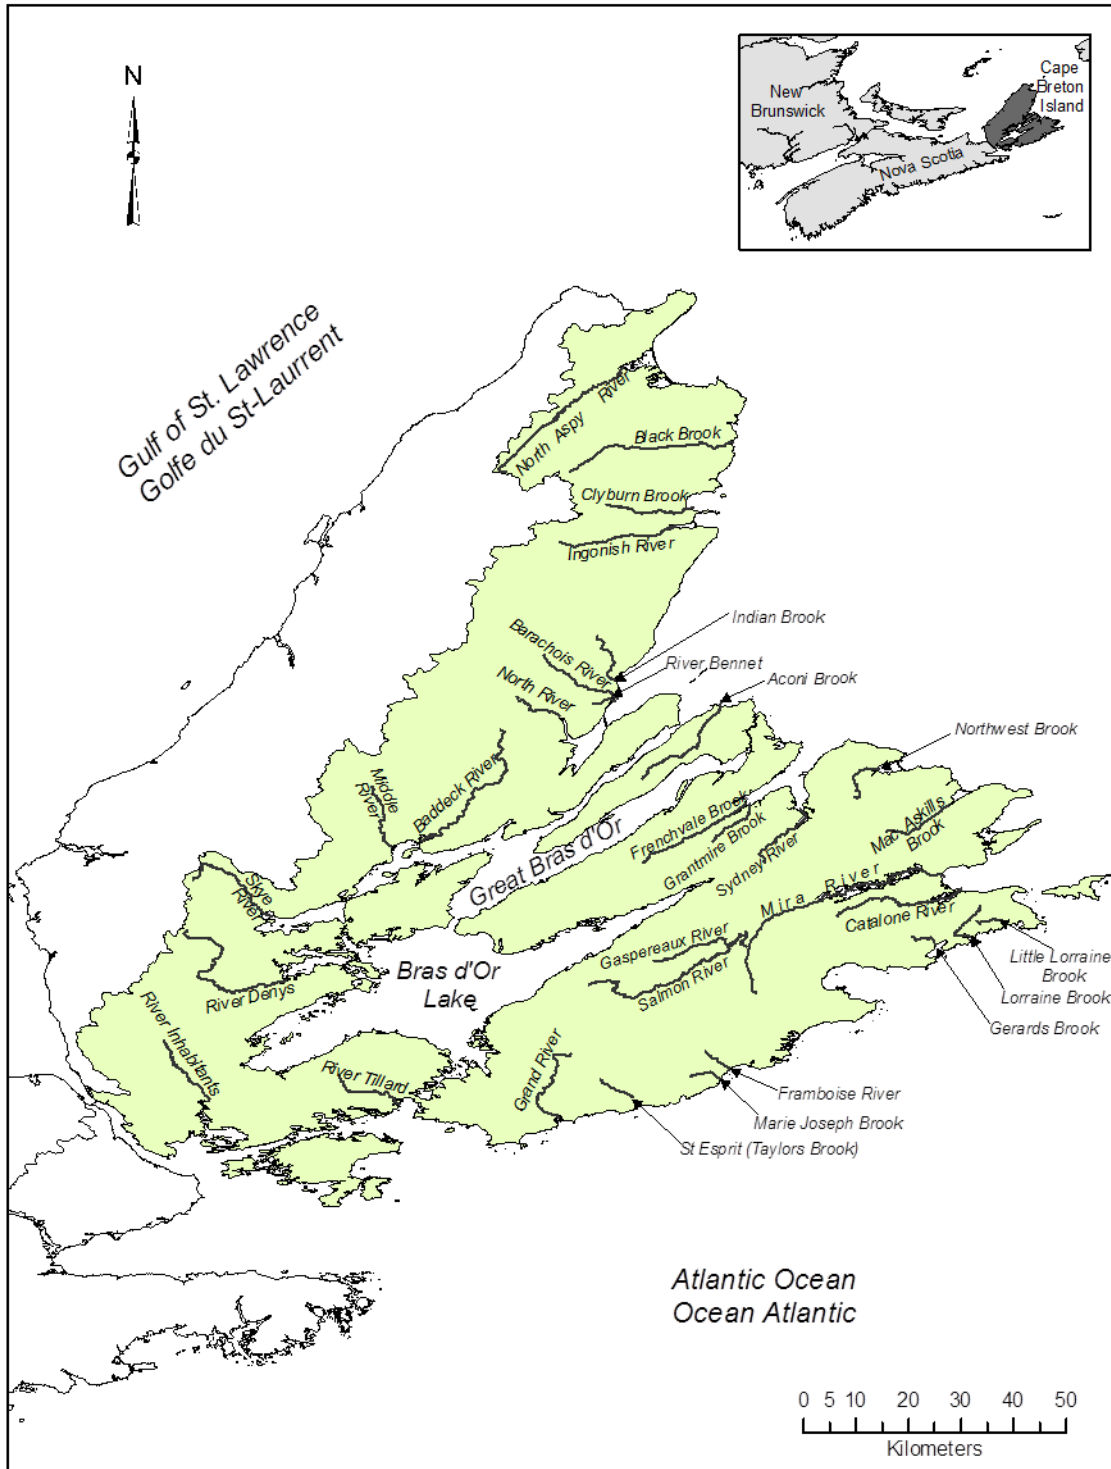 N
New
Brunswick
Cape
Breton
Island
Nova Scotia
Gulf of St. Lawrence
Golfe du St-Laurrent
North Aspy River
Black Brook
Clyburn Brook
Ingonish River
Indian Brook
Barachois River
River Bennet
North River
Aconi Brook
Northwest Brook
Middle
River
Baddeck River
Great Bras d'Or
Frenchvale Brook
Grantmire Brook
Sydney River
Mac Askills
Brook
Mira River
Catalone River
Skye
River
Gaspereaux River
Salmon River
Bras d'Or
Lake
River Denys
Little Lorraine
Brook
Lorraine Brook
Gerards Brook
River Inhabitants
River Tillard
Grand River
Framboise River
Marie Joseph Brook
St Esprit (Taylors Brook)
Atlantic Ocean
Ocean Atlantic
0 5 10 20 30 40 50
Kilometers